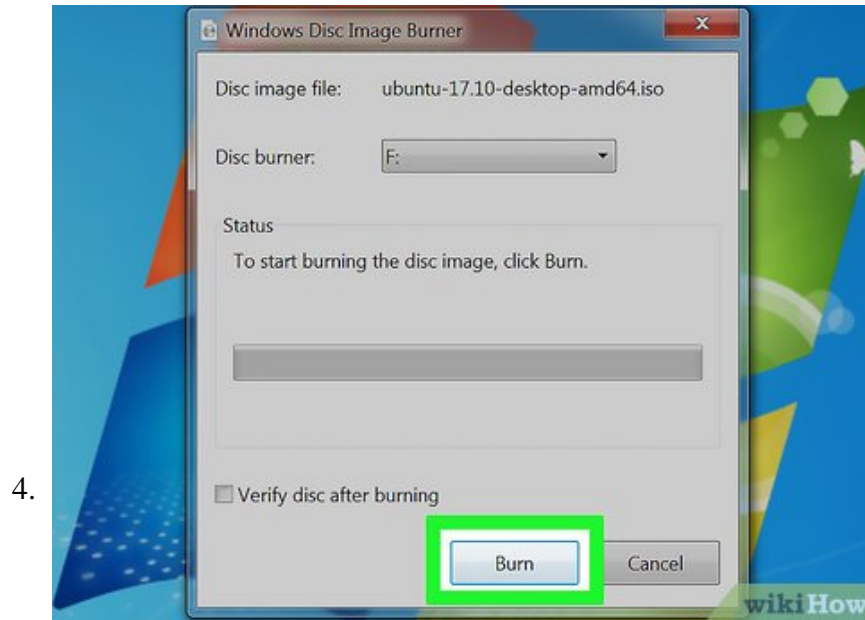 Windows Disc Image Burner
x
Disc image file: ubuntu-17.10-desktop-amd64.iso
Disc burner: F:
Status
To start burning the disc image, click Burn.
4.
Verify disc after burning
Burn Cancel
wikiHow